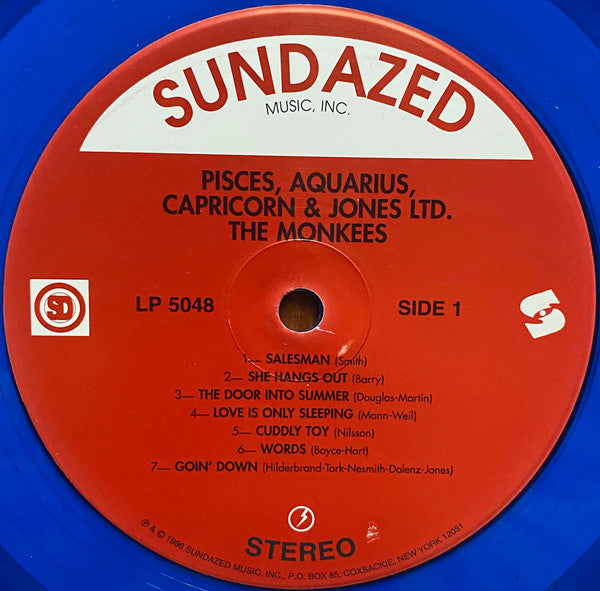 SUNDAZED
MUSIC, INC.
PISCES, AQUARIUS,
CAPRICORN & JONES LTD.
THE MONKEES
SD
LP 5048
SIDE 1
1— SALESMAN (Smith)
2— SHE HANGS OUT (Barry)
3— THE DOOR INTO SUMMER (Douglas-Martin)
4— LOVE IS ONLY SLEEPING (Mann-Weil)
5— CUDDLY TOY (Nilsson)
6— WORDS (Boyce-Hart)
7— GOIN' DOWN (Hilderbrand-Tork-Nesmith-Dolenz-Jones)
STEREO
℗ & © 1996 SUNDAZED MUSIC, INC., P.O. BOX 85, COXSACKIE, NEW YORK 12051